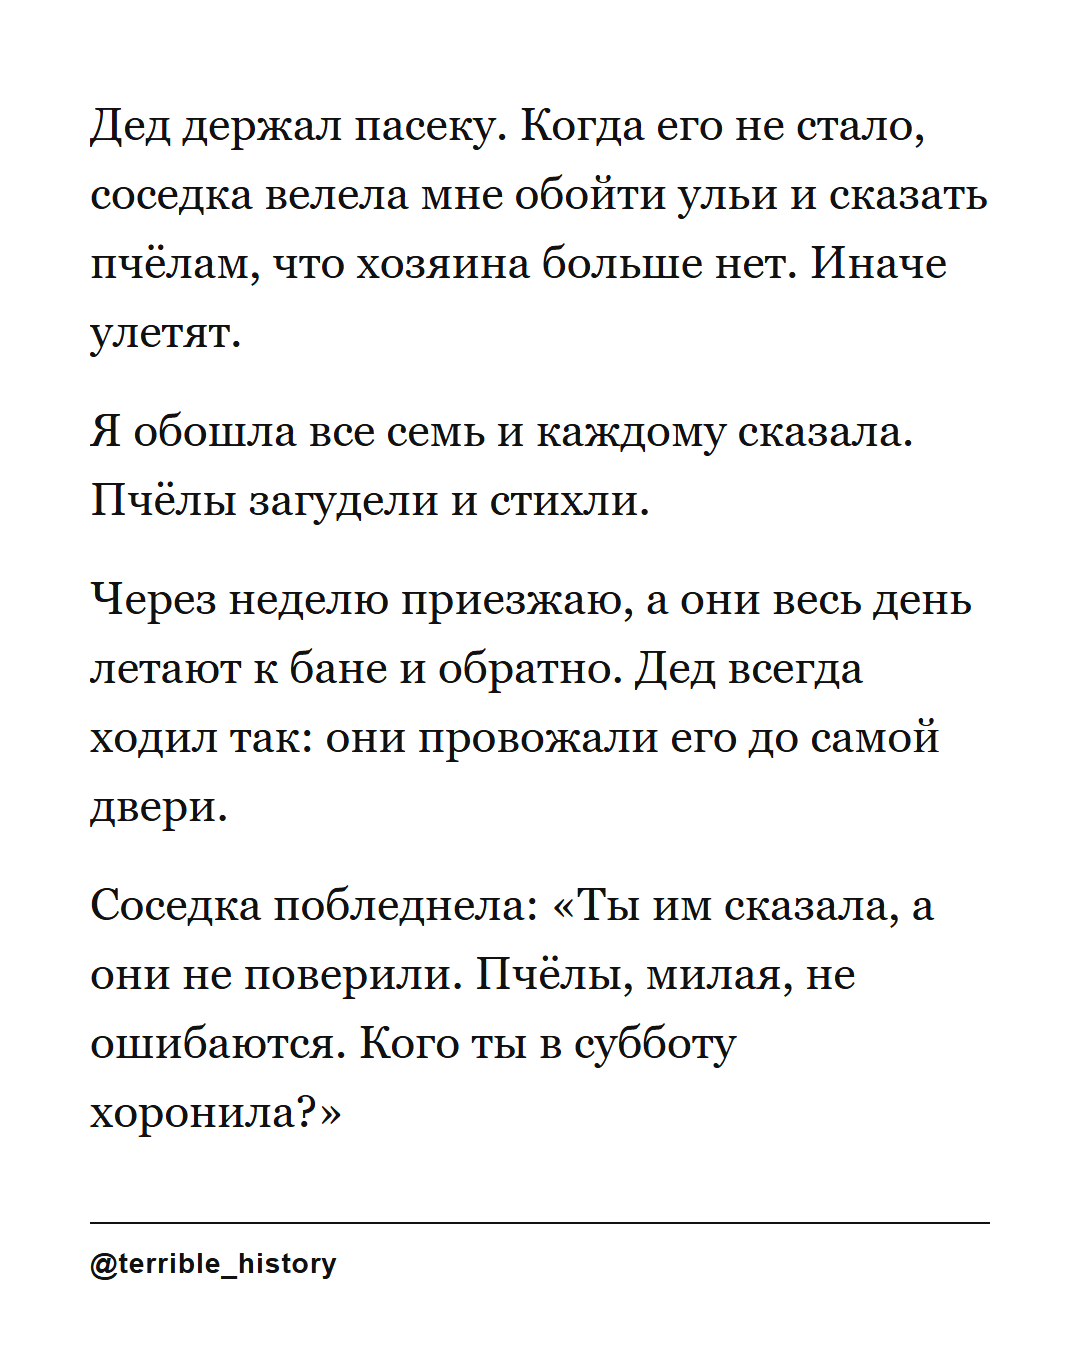 Дед держал пасеку. Когда его не стало,
соседка велела мне обойти ульи и сказать
пчёлам, что хозяина больше нет. Иначе
улетят.
Я обошла все семь и каждому сказала.
Пчёлы загудели и стихли.
Через неделю приезжаю, а они весь день
летают к бане и обратно. Дед всегда
ходил так: они провожали его до самой
двери.
Соседка побледнела: «Ты им сказала, а
они не поверили. Пчёлы, милая, не
ошибаются. Кого ты в субботу
хоронила?»
@terrible_history